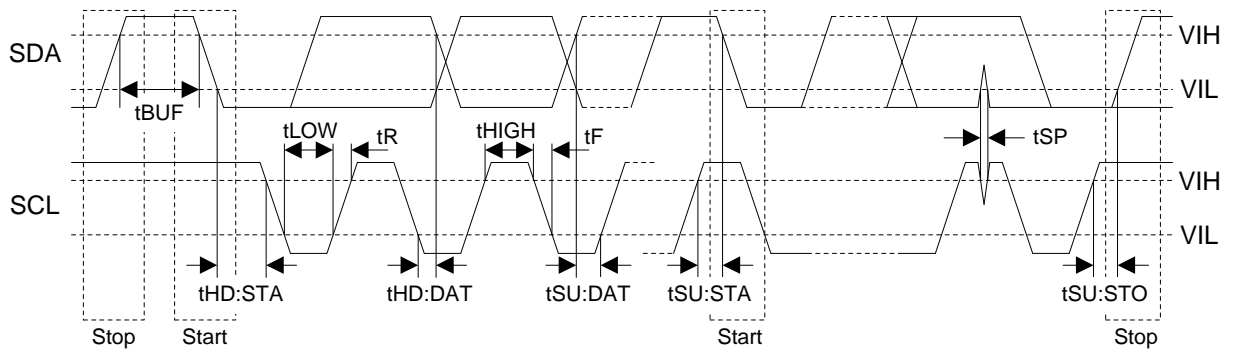 SDA
VIH
VIL
tBUF
tLOW
tR
tHIGH
tF
tSP
SCL
VIH
VIL
tHD:STA
tHD:DAT
tSU:DAT
tSU:STA
tSU:STO
Stop
Start
Start
Stop